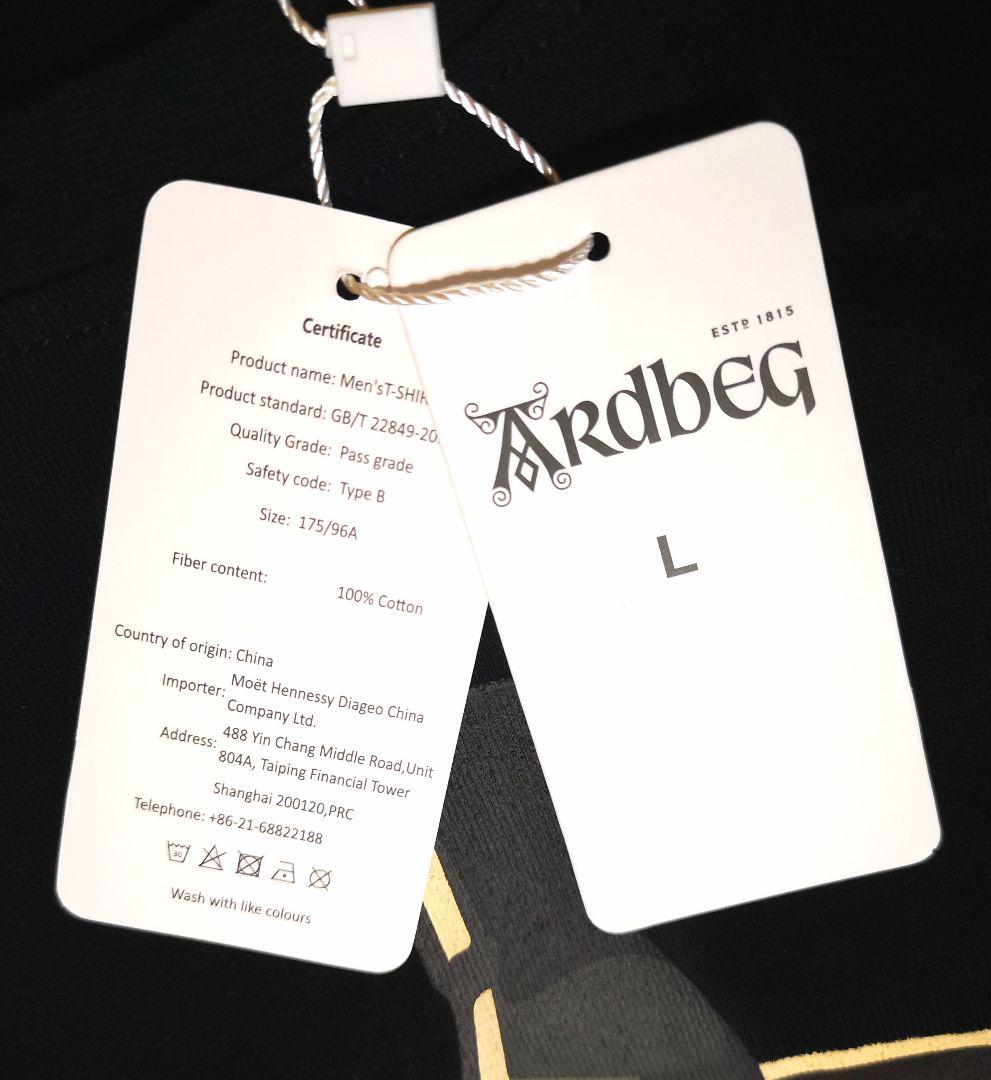 Certificate
Product name: Men'sT-SHIR
Product standard: GB/T 22849-20
Quality Grade: Pass grade
Safety code: Type B
Size: 175/96A
Fiber content:
100% Cotton
Country of origin: China
Importer: Moët Hennessy Diageo China
Company Ltd.
Address: 488 Yin Chang Middle Road,Unit
804A, Taiping Financial Tower
Shanghai 200120,PRC
Telephone: +86-21-68822188
30
Wash with like colours
ESTD 1815
ArdbEG
L